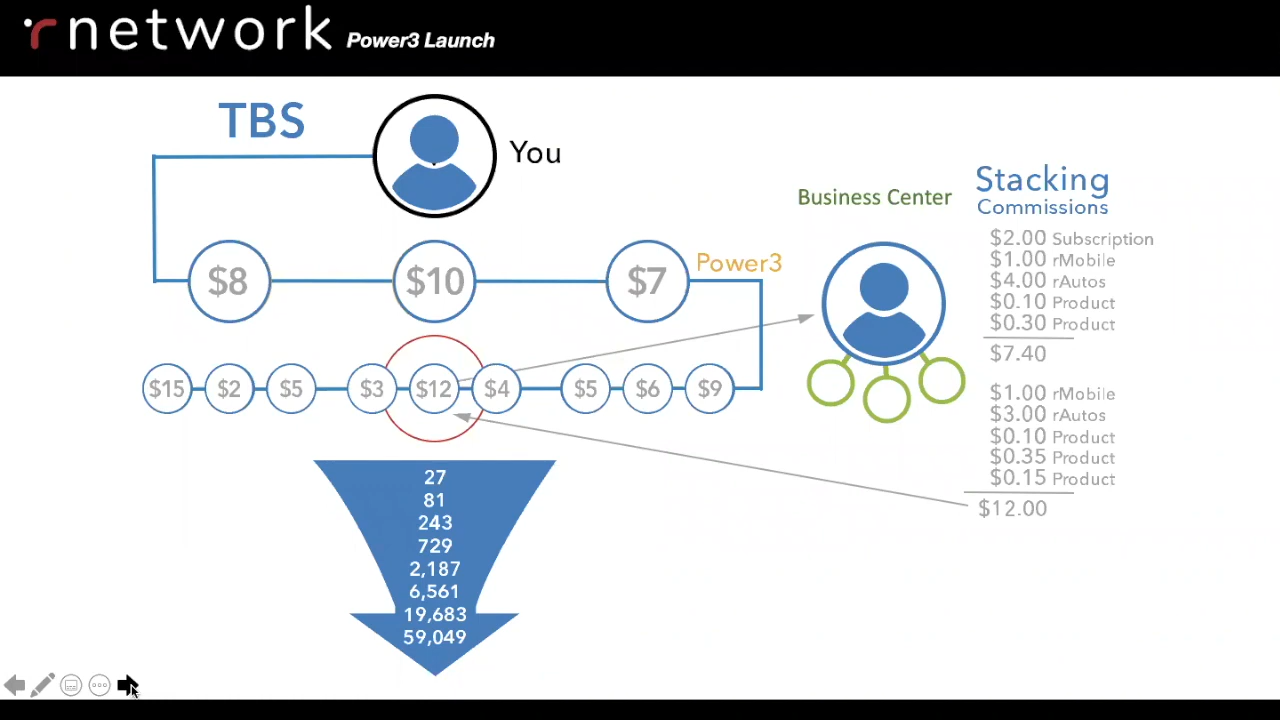 rnetwork Power3 Launch
TBS
You
Business Center
Stacking
Commissions
$8
$10
$7
Power3
$15
$2
$5
$3
$12
$4
$5
$6
$9
$2.00 Subscription
$1.00 rMobile
$4.00 rAutos
$0.10 Product
$0.30 Product
$7.40
$1.00 rMobile
$3.00 rAutos
$0.10 Product
$0.35 Product
$0.15 Product
$12.00
27
81
243
729
2,187
6,561
19,683
59,049